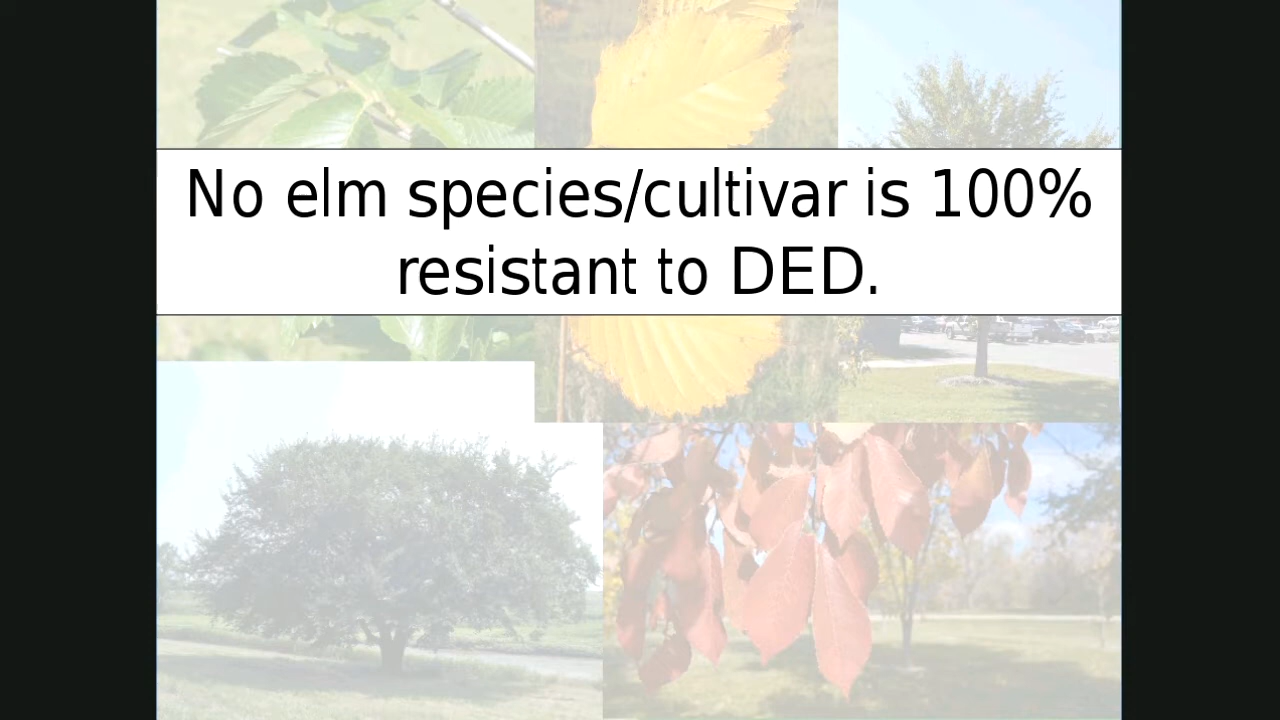 No elm species/cultivar is 100%
resistant to DED.